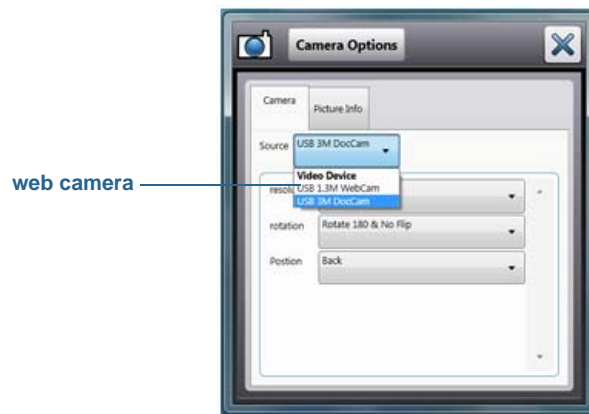 Camera Options
Camera
Picture Info
Source
USB 3M DocCam
Video Device
web camera
USB 1.3M WebCam
USB 3M DocCam
rotation
Rotate 180 & No Flip
Postion
Back